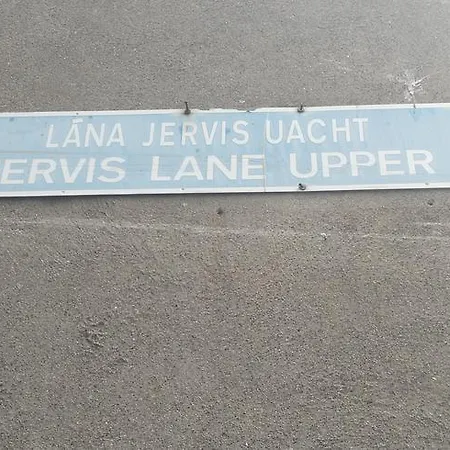 LÁNA JERVIS UACHT
ERVIS LANE UPPER